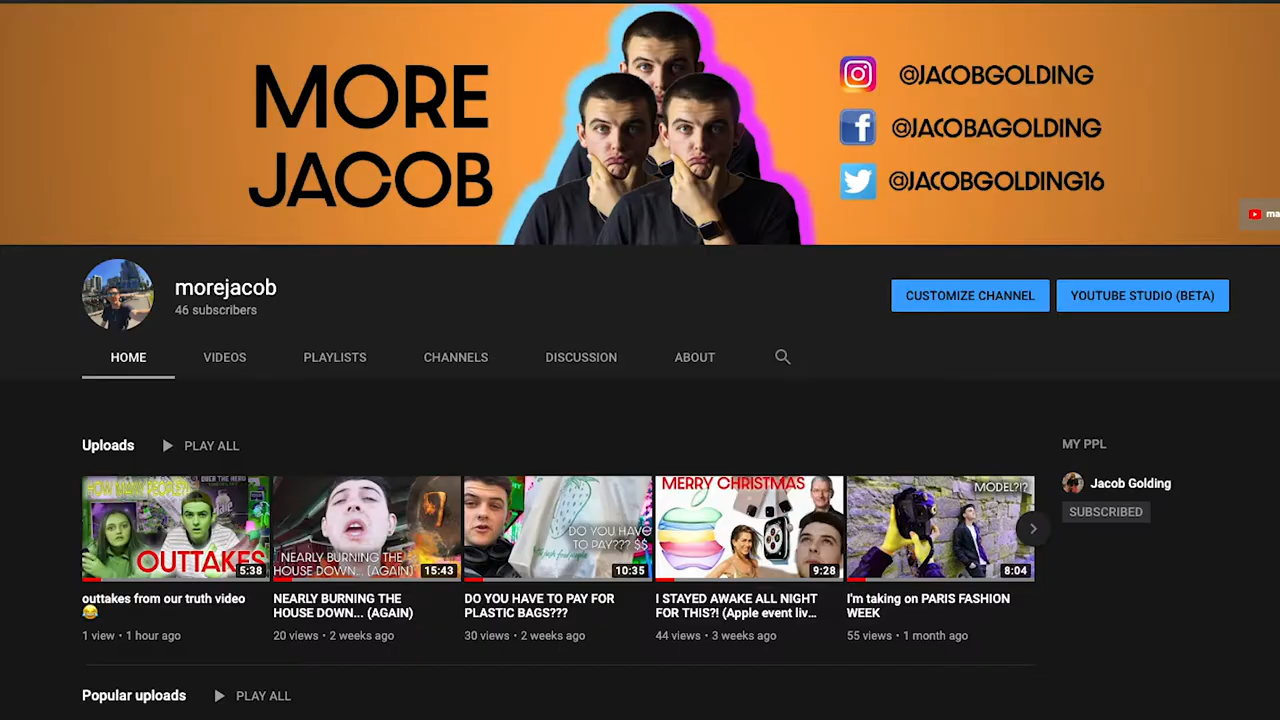 MORE
JACOB
@JACOBGOLDING
@JACOBAGOLDING
@JACOBGOLDING16
ma
morejacob
46 subscribers
CUSTOMIZE CHANNEL
YOUTUBE STUDIO (BETA)
HOME
VIDEOS
PLAYLISTS
CHANNELS
DISCUSSION
ABOUT
Uploads
PLAY ALL
MY PPL
Jacob Golding
SUBSCRIBED
HOW MANY PEOPLE?!
OUTTAKES
5:38
outtakes from our truth video
😂
1 view • 1 hour ago
NEARLY BURNING THE
HOUSE DOWN... (AGAIN)
15:43
NEARLY BURNING THE
HOUSE DOWN... (AGAIN)
20 views • 2 weeks ago
DO YOU HAVE
TO PAY??? $$
10:35
DO YOU HAVE TO PAY FOR
PLASTIC BAGS???
30 views • 2 weeks ago
MERRY CHRISTMAS
9:28
I STAYED AWAKE ALL NIGHT
FOR THIS?! (Apple event liv...
44 views • 3 weeks ago
MODEL?!?
8:04
I'm taking on PARIS FASHION
WEEK
55 views • 1 month ago
Popular uploads
PLAY ALL